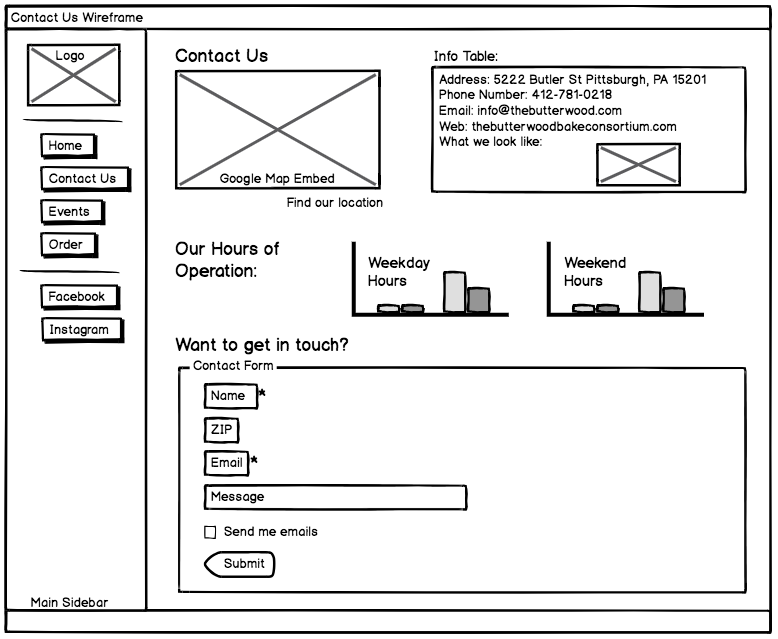 Contact Us Wireframe
Logo
Home
Contact Us
Events
Order
Facebook
Instagram
Main Sidebar
Contact Us
Google Map Embed
Find our location
Info Table:
Address: 5222 Butler St Pittsburgh, PA 15201
Phone Number: 412-781-0218
Email: info@thebutterwood.com
Web: thebutterwoodbakeconsortium.com
What we look like:
Our Hours of
Operation:
Weekday
Hours
Weekend
Hours
Want to get in touch?
Contact Form
Name *
ZIP
Email *
Message
Send me emails
Submit